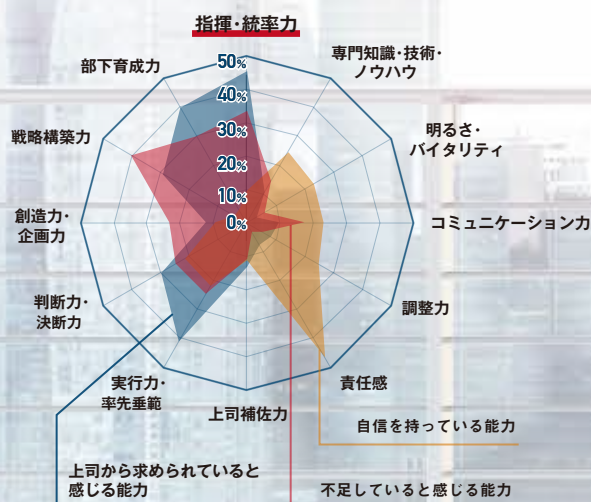 指揮・統率力
専門知識・技術・
ノウハウ
明るさ・
バイタリティ
コミュニケーション力
調整力
責任感
上司補佐力
実行力・
率先垂範
判断力・
決断力
創造力・
企画力
戦略構築力
部下育成力
50%
40%
30%
20%
10%
0%
自信を持っている能力
上司から求められていると
感じる能力
不足していると感じる能力